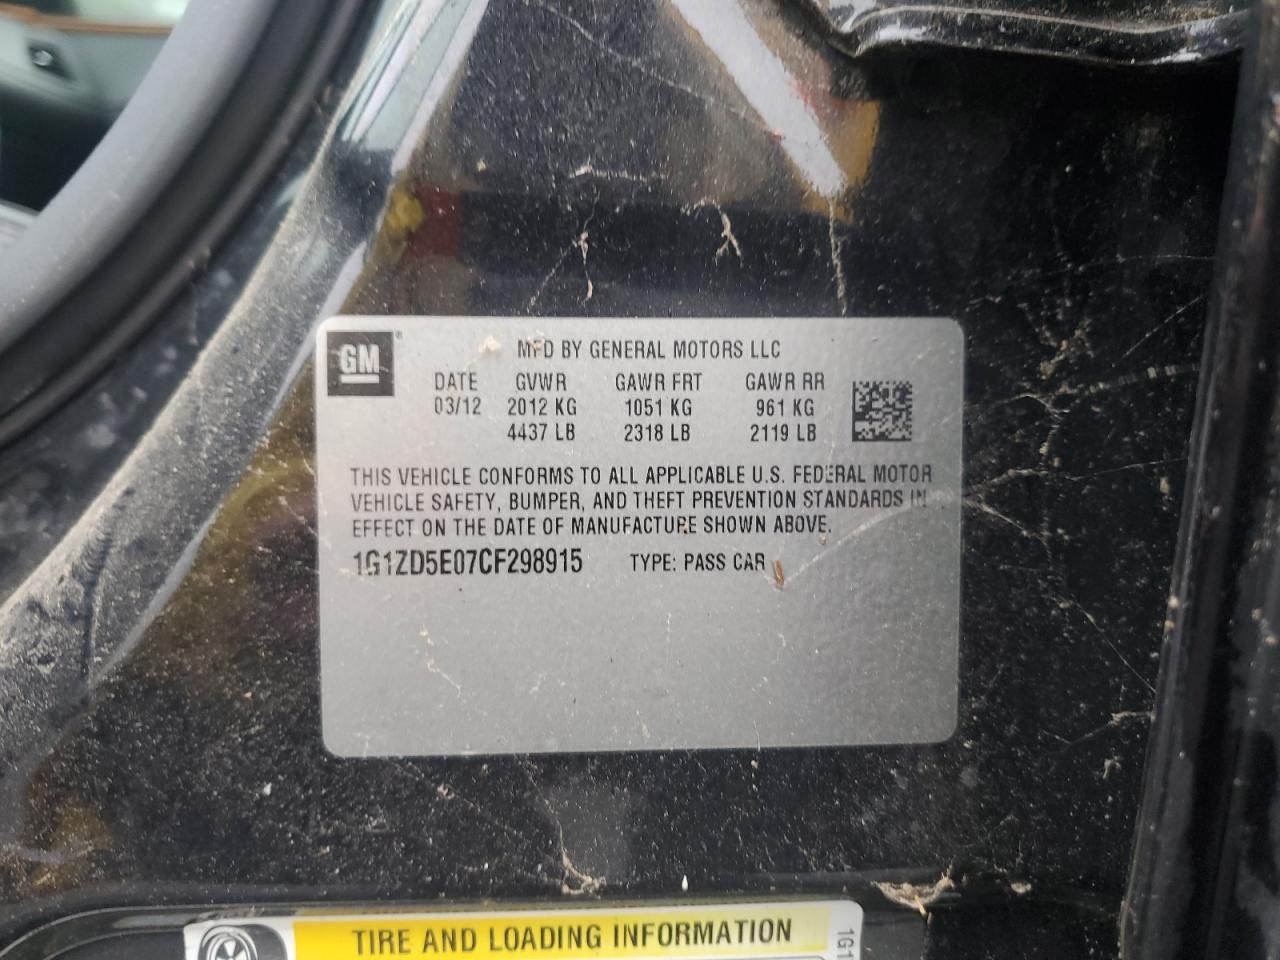 GM
MFD BY GENERAL MOTORS LLC
DATE GVWR GAWR FRT GAWR RR
03/12 2012 KG 1051 KG 961 KG
4437 LB 2318 LB 2119 LB
THIS VEHICLE CONFORMS TO ALL APPLICABLE U.S. FEDERAL MOTOR
VEHICLE SAFETY, BUMPER, AND THEFT PREVENTION STANDARDS IN
EFFECT ON THE DATE OF MANUFACTURE SHOWN ABOVE.
1G1ZD5E07CF298915 TYPE: PASS CAR
TIRE AND LOADING INFORMATION
1G1